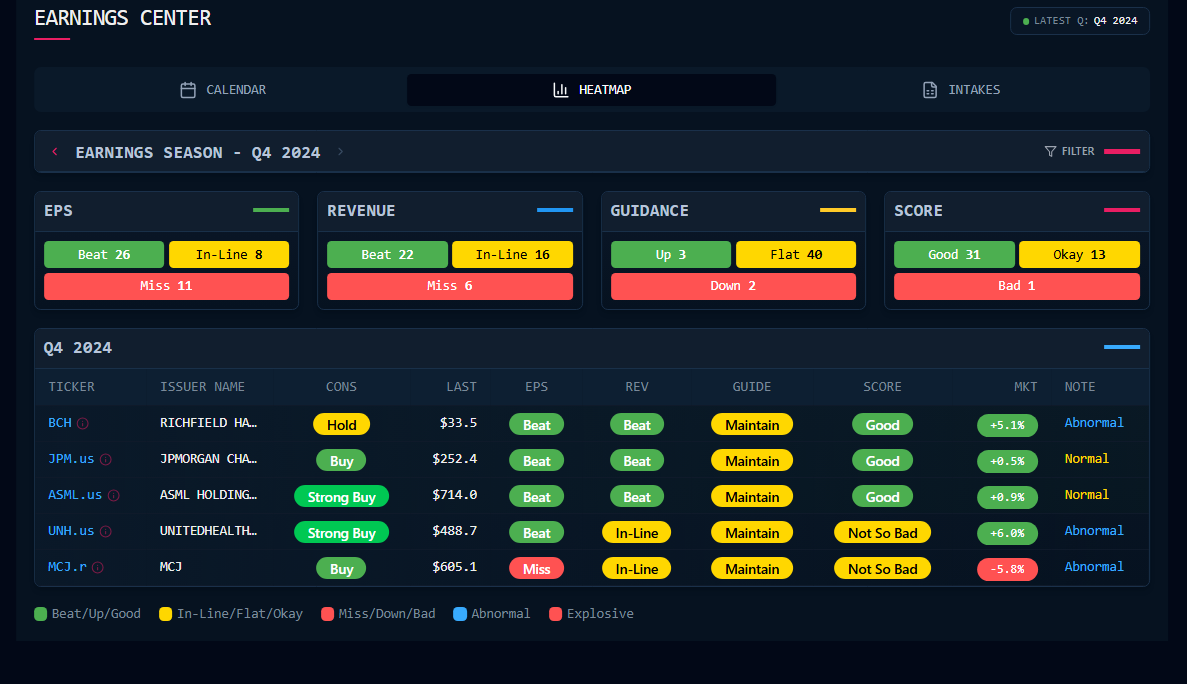 EARNINGS CENTER
LATEST Q: Q4 2024
CALENDAR HEATMAP INTAKES
EARNINGS SEASON - Q4 2024
FILTER
EPS
Beat 26 In-Line 8
Miss 11
REVENUE
Beat 22 In-Line 16
Miss 6
GUIDANCE
Up 3 Flat 40
Down 2
SCORE
Good 31 Okay 13
Bad 1
Q4 2024
TICKER ISSUER NAME CONS LAST EPS REV GUIDE SCORE MKT NOTE
BCH RICHFIELD HA… Hold $33.5 Beat Beat Maintain Good +5.1% Abnormal
JPM.us JPMORGAN CHA… Buy $252.4 Beat Beat Maintain Good +0.5% Normal
ASML.us ASML HOLDING… Strong Buy $714.0 Beat Beat Maintain Good +0.9% Normal
UNH.us UNITEDHEALTH… Strong Buy $488.7 Beat In-Line Maintain Not So Bad +6.0% Abnormal
MCJ.r MCJ Buy $605.1 Miss In-Line Maintain Not So Bad -5.8% Abnormal
Beat/Up/Good In-Line/Flat/Okay Miss/Down/Bad Abnormal Explosive